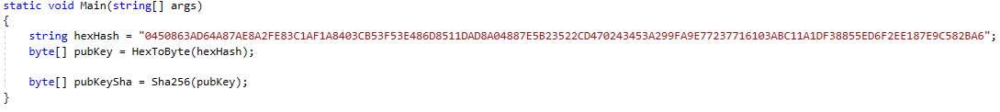 static void Main(string[] args)
{
string hexHash = "0450863AD64A87AE8A2FE83C1AF1A8403CB53F53E486D8511DAD8A04887E5B23522CD470243453A299FA9E77237716103ABC11A1DF38855ED6F2EE187E9C582BA6";
byte[] pubKey = HexToByte(hexHash);
byte[] pubKeySha = Sha256(pubKey);
}